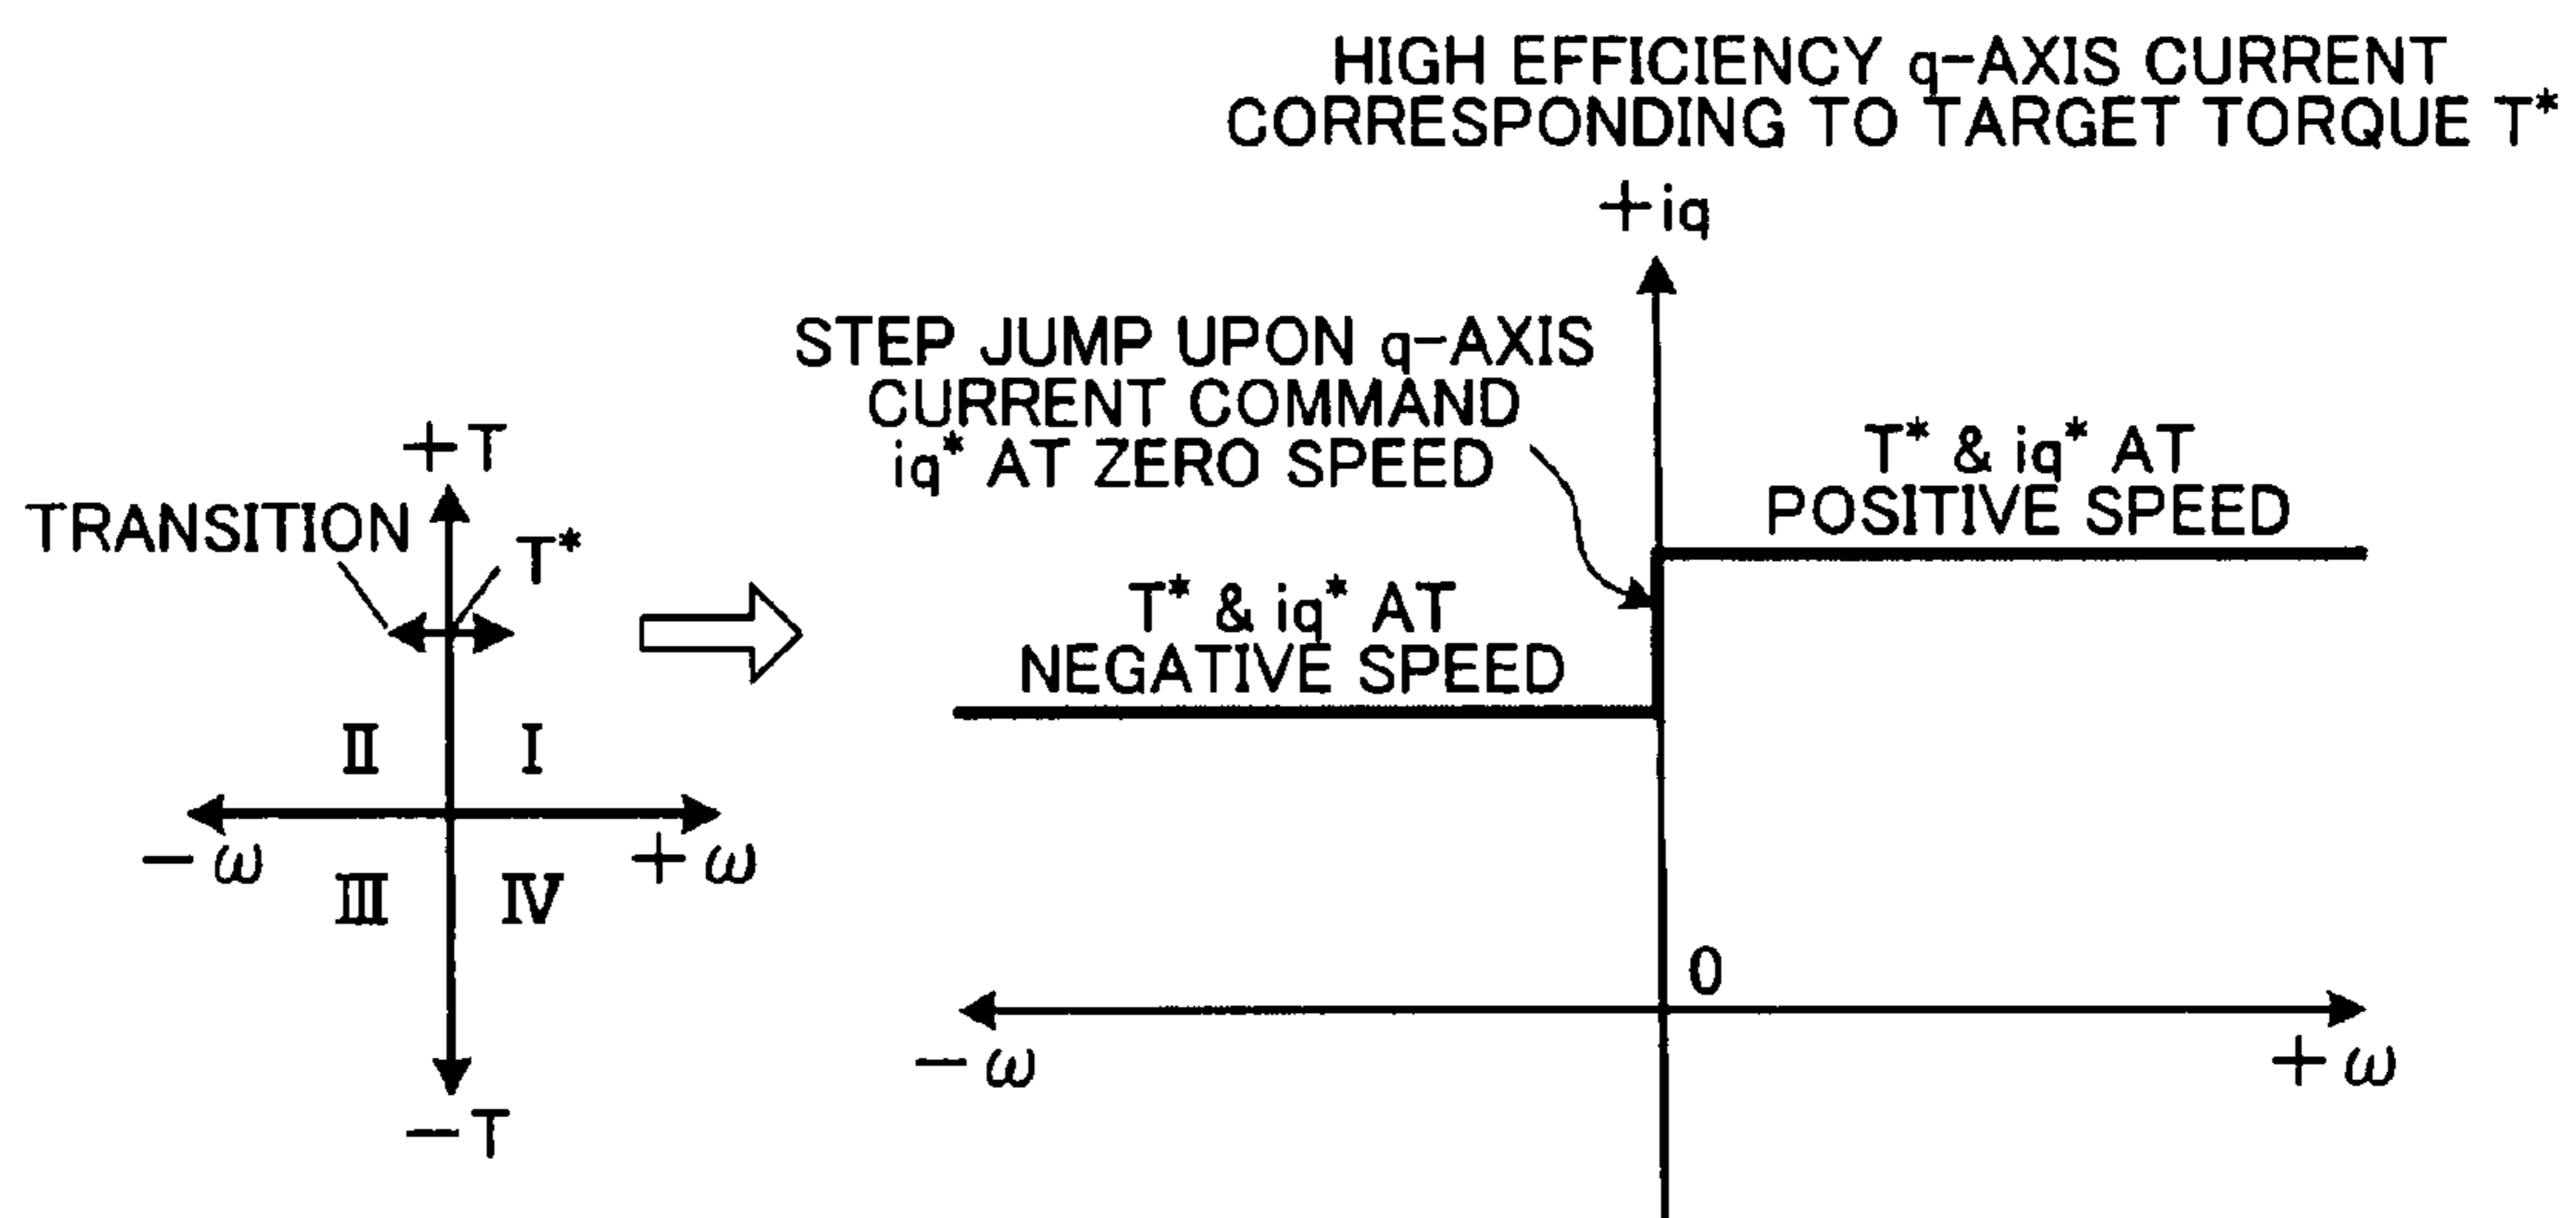 HIGH EFFICIENCY q-AXIS CURRENT
CORRESPONDING TO TARGET TORQUE T*
+iq
STEP JUMP UPON q-AXIS
CURRENT COMMAND
iq* AT ZERO SPEED
T* & iq* AT
POSITIVE SPEED
+T
TRANSITION
T*
T* & iq* AT
NEGATIVE SPEED
II
I
-ω
+ω
III
IV
0
-ω
+ω
-T